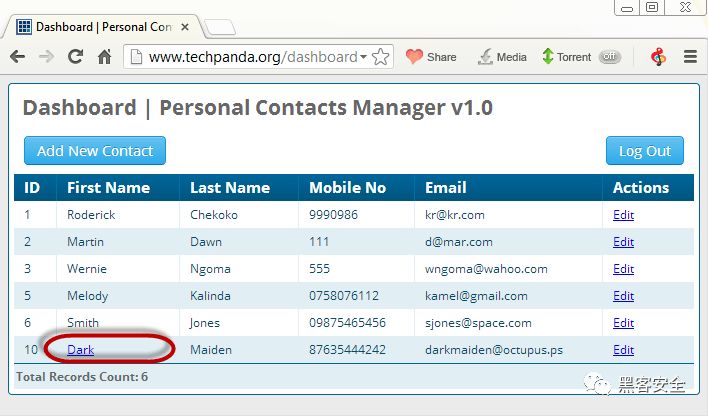 Dashboard | Personal Con
www.techpanda.org/dashboard
Share
Media
Torrent
off
Dashboard | Personal Contacts Manager v1.0
Add New Contact
Log Out
ID First Name Last Name Mobile No Email Actions
1 Roderick Chekoko 9990986 kr@kr.com Edit
2 Martin Dawn 111 d@mar.com Edit
3 Wernie Ngoma 555 wngoma@wahoo.com Edit
5 Melody Kalinda 0758076112 kamel@gmail.com Edit
6 Smith Jones 09875465456 sjones@space.com Edit
10 Dark Maiden 87635444242 darkmaiden@octupus.ps Edit
Total Records Count: 6
黑客安全